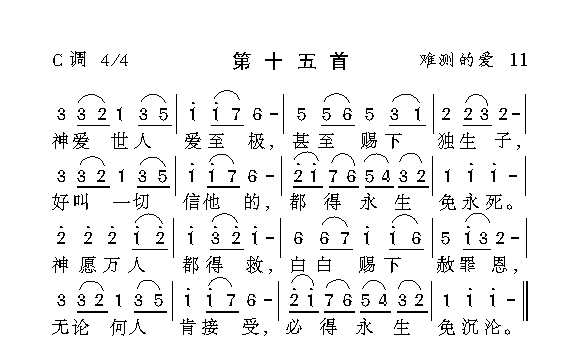 C 调 4/4 第十五首 难测的爱 11
3 3 2 1 3 5 | i i 7 6 - | 5 5 6 5 3 1 | 2 2 3 2 - |
神爱 世人 爱至 极，甚至 赐下 独生 子，
3 3 2 1 3 5 | i i 7 6 i | 2 i 7 6 5 4 3 2 | 1 i i - |
好叫 一切 信他 的，都 得 永 生 免永死。
2 2 2 i 2 | i 3 2 i - | 6 6 7 i i 6 | 5 i 3 2 - |
神愿万人 都得 救，白白 赐下 赦罪 恩，
3 3 2 1 3 5 | i i 7 6 - | 2 i 7 6 5 4 3 2 | 1 i i - ‖
无论 何人 肯接 受，必 得 永 生 免沉沦。